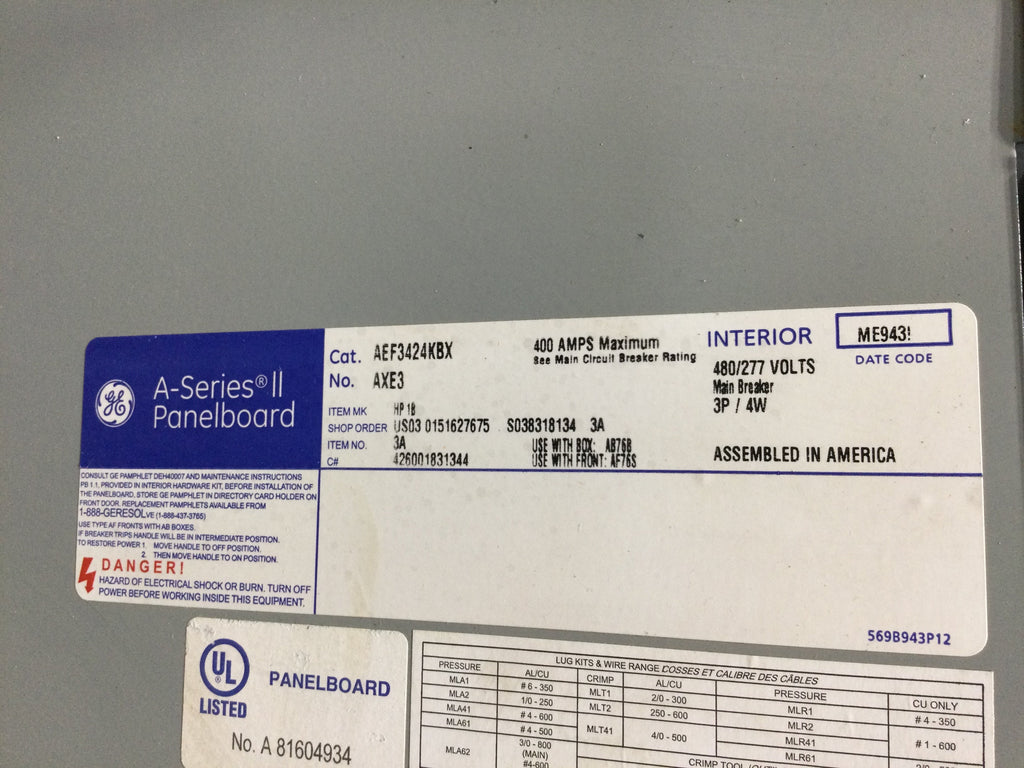 GE
A-Series® II
Panelboard
Cat. AEF3424KBX
No. AXE3
400 AMPS Maximum
See Main Circuit Breaker Rating
INTERIOR
ME943!
DATE CODE
480/277 VOLTS
Main Breaker
3P / 4W
ITEM MK HP 18
SHOP ORDER US03 0151627675 S038318134 3A
ITEM NO. 3A
C# 426001831344
USE WITH BOX: AB76B
USE WITH FRONT: AF76S
ASSEMBLED IN AMERICA
CONSULT GE PAMPHLET DEH40007 AND MAINTENANCE INSTRUCTIONS
PB 1.1, PROVIDED IN INTERIOR HARDWARE KIT, BEFORE INSTALLATION OF
THE PANELBOARD, STORE GE PAMPHLET IN DIRECTORY CARD HOLDER ON
FRONT DOOR. REPLACEMENT PAMPHLETS AVAILABLE FROM
1-888-GERESOLVE (1-888-437-3765)
USE TYPE AF FRONTS WITH AB BOXES.
IF BREAKER TRIPS HANDLE WILL BE IN INTERMEDIATE POSITION.
TO RESTORE POWER 1. MOVE HANDLE TO OFF POSITION.
2. THEN MOVE HANDLE TO ON POSITION.
DANGER!
HAZARD OF ELECTRICAL SHOCK OR BURN. TURN OFF
POWER BEFORE WORKING INSIDE THIS EQUIPMENT.
569B943P12
UL
®
LISTED
PANELBOARD
No. A 81604934
LUG KITS & WIRE RANGE COSSES ET CALIBRE DES CÂBLES
PRESSURE AL/CU CRIMP AL/CU PRESSURE CU ONLY
MLA1 # 6 - 350 MLT1 2/0 - 300 MLR1 # 4 - 350
MLA2 1/0 - 250 MLT2 250 - 600 MLR2
MLA41 # 4 - 600 MLT41 4/0 - 500 MLR41 # 1 - 600
MLA61 # 4 - 500 MLR61
MLA62 3/0 - 800
(MAIN)
#4-600
CRIMP TOOL